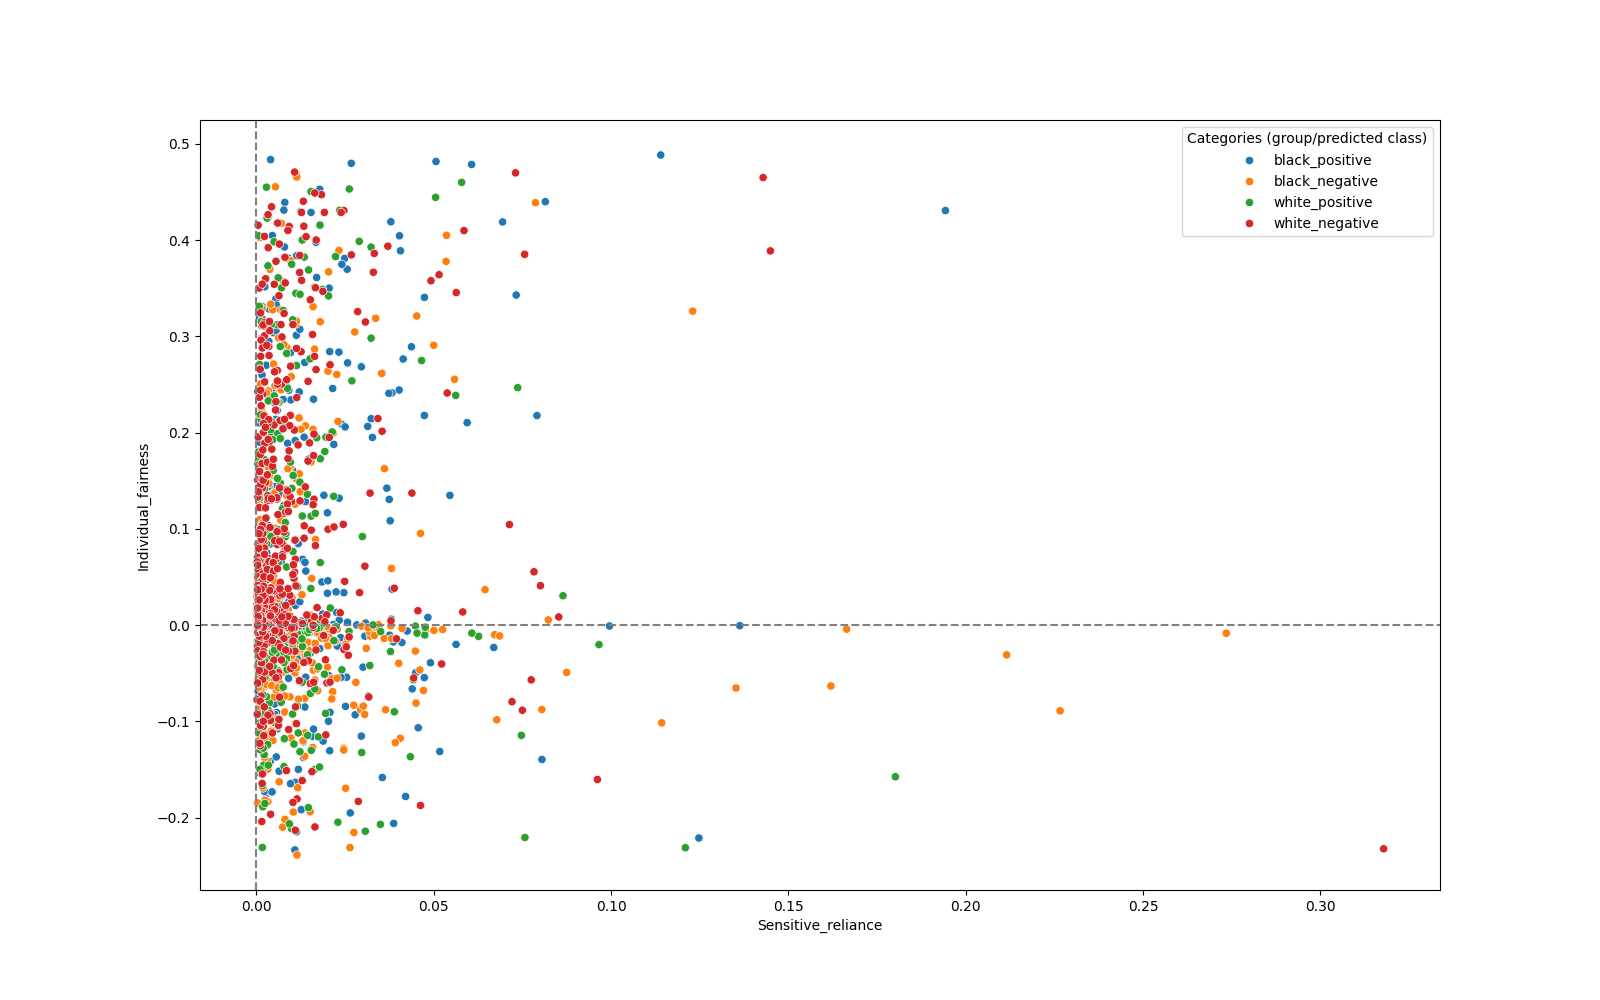 Categories (group/predicted class)
black_positive
black_negative
white_positive
white_negative
0.5
0.4
0.3
0.2
0.1
0.0
−0.1
−0.2
Individual_fairness
0.00 0.05 0.10 0.15 0.20 0.25 0.30
Sensitive_reliance